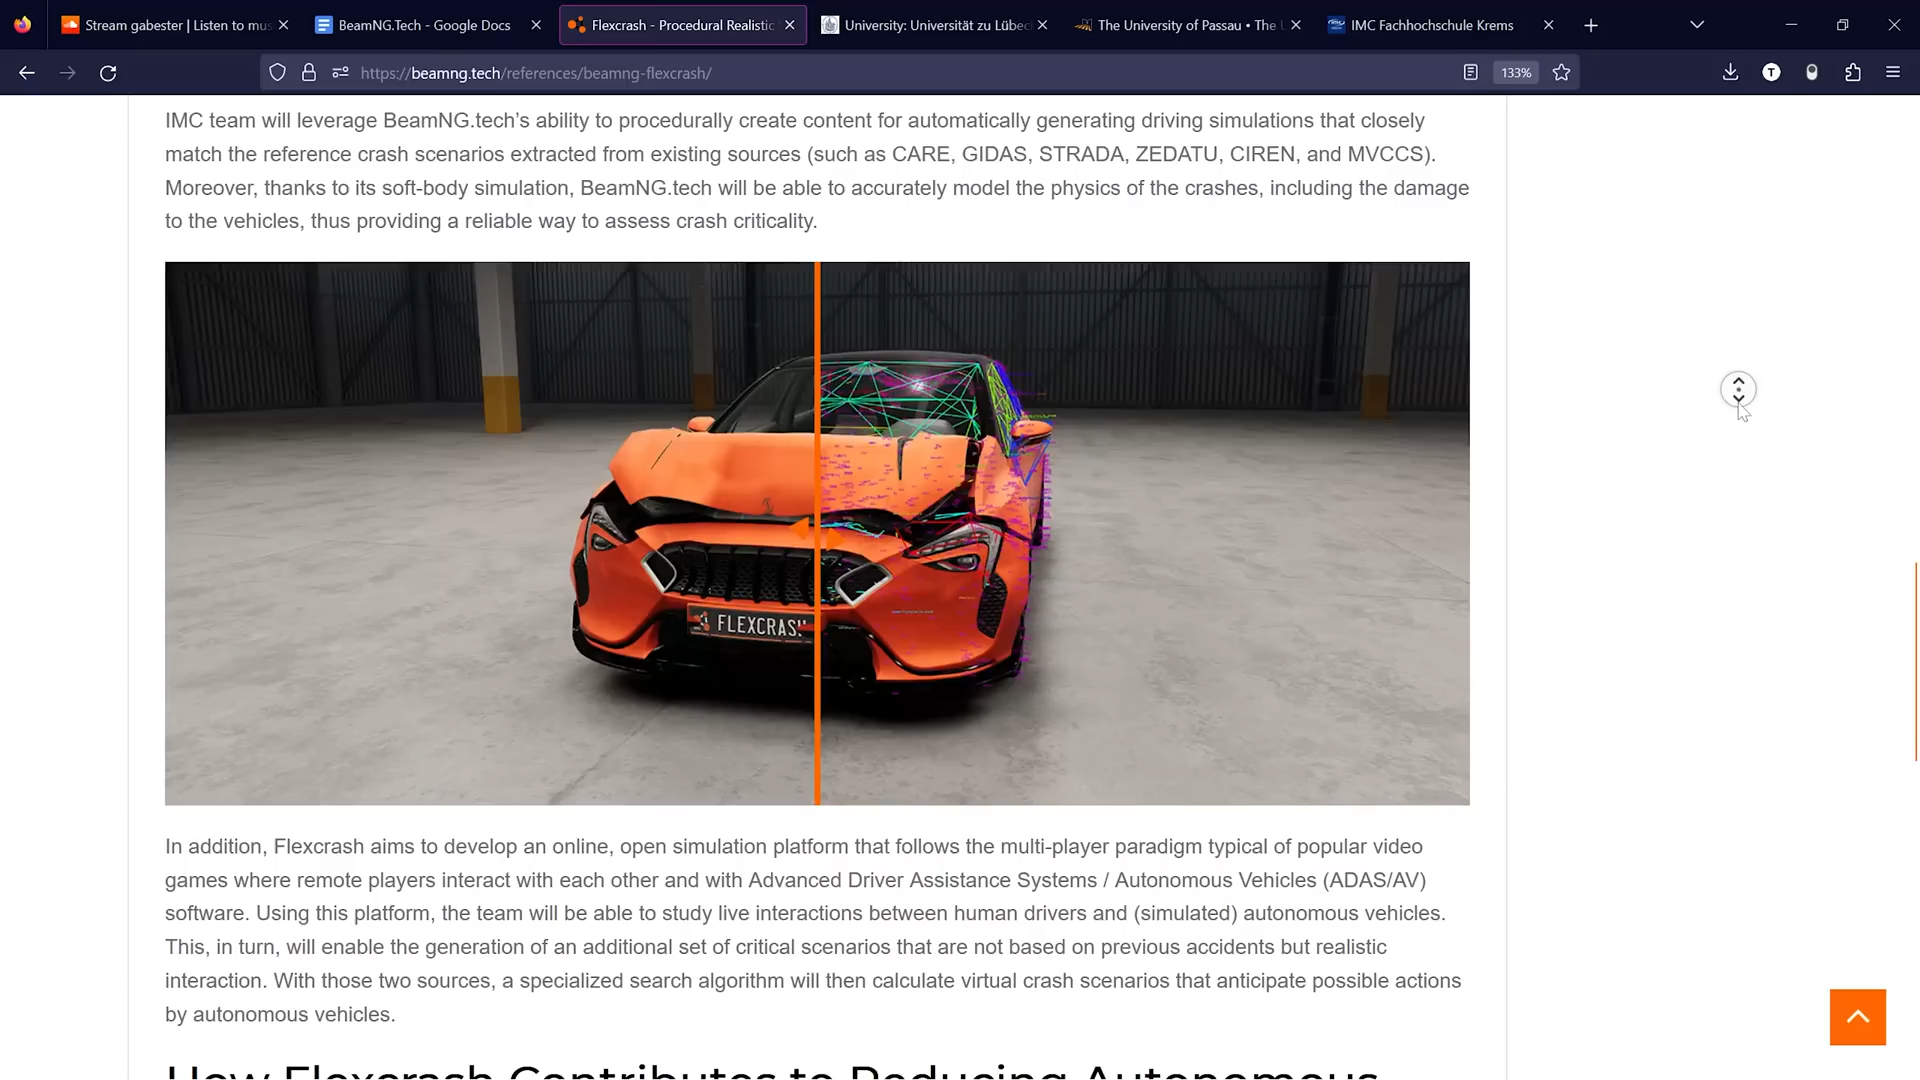 Stream gabester | Listen to mus
BeamNG.Tech - Google Docs
Flexcrash - Procedural Realistic
University: Universität zu Lübec
The University of Passau • The U
IMC Fachhochschule Krems
https://beamng.tech/references/beamng-flexcrash/
133%
T
IMC team will leverage BeamNG.tech’s ability to procedurally create content for automatically generating driving simulations that closely
match the reference crash scenarios extracted from existing sources (such as CARE, GIDAS, STRADA, ZEDATU, CIREN, and MVCCS).
Moreover, thanks to its soft-body simulation, BeamNG.tech will be able to accurately model the physics of the crashes, including the damage
to the vehicles, thus providing a reliable way to assess crash criticality.
FLEXCRASH
In addition, Flexcrash aims to develop an online, open simulation platform that follows the multi-player paradigm typical of popular video
games where remote players interact with each other and with Advanced Driver Assistance Systems / Autonomous Vehicles (ADAS/AV)
software. Using this platform, the team will be able to study live interactions between human drivers and (simulated) autonomous vehicles.
This, in turn, will enable the generation of an additional set of critical scenarios that are not based on previous accidents but realistic
interaction. With those two sources, a specialized search algorithm will then calculate virtual crash scenarios that anticipate possible actions
by autonomous vehicles.
How Flexcrash Contributes to Reducing Autonomous